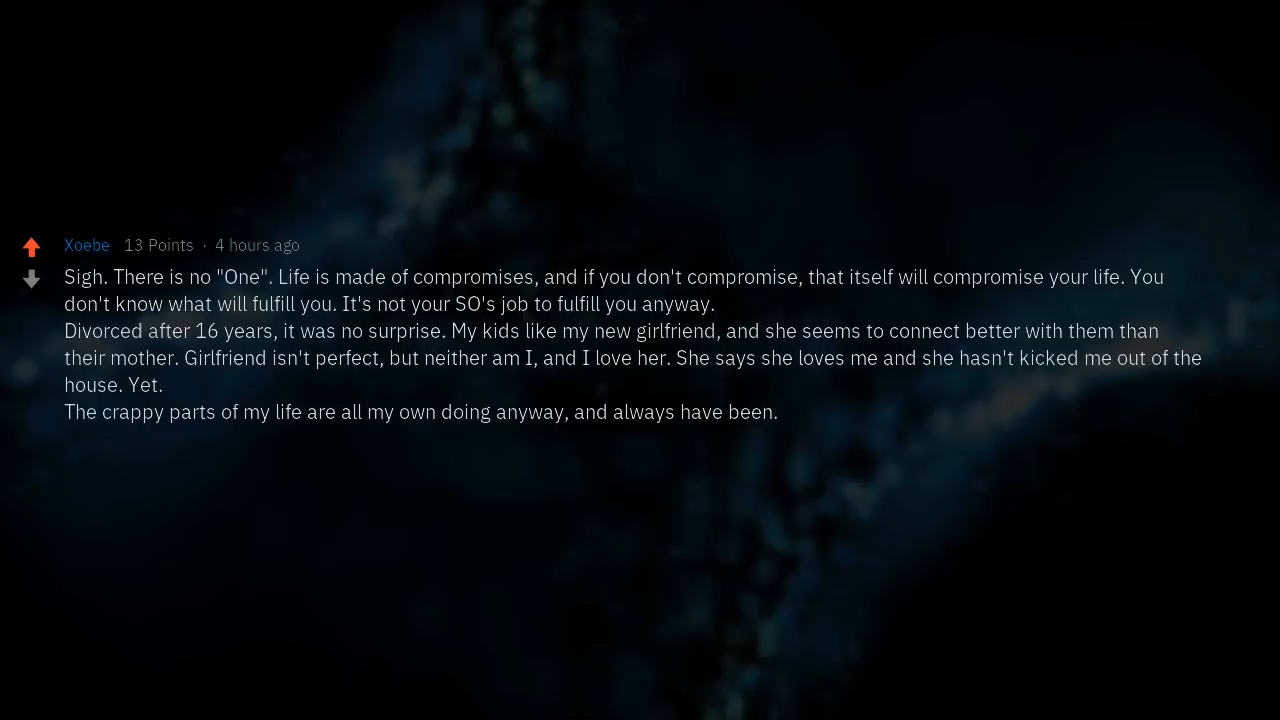 Xoebe 13 Points · 4 hours ago
Sigh. There is no "One". Life is made of compromises, and if you don't compromise, that itself will compromise your life. You
don't know what will fulfill you. It's not your SO's job to fulfill you anyway.
Divorced after 16 years, it was no surprise. My kids like my new girlfriend, and she seems to connect better with them than
their mother. Girlfriend isn't perfect, but neither am I, and I love her. She says she loves me and she hasn't kicked me out of the
house. Yet.
The crappy parts of my life are all my own doing anyway, and always have been.